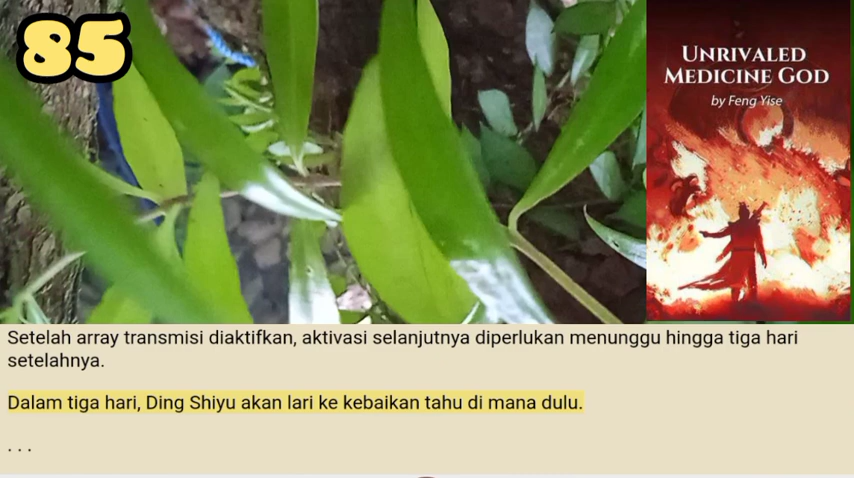 85
UNRIVALED
MEDICINE GOD
by Feng Yise
Setelah array transmisi diaktifkan, aktivasi selanjutnya diperlukan menunggu hingga tiga hari
setelahnya.
Dalam tiga hari, Ding Shiyu akan lari ke kebaikan tahu di mana dulu.
. . .